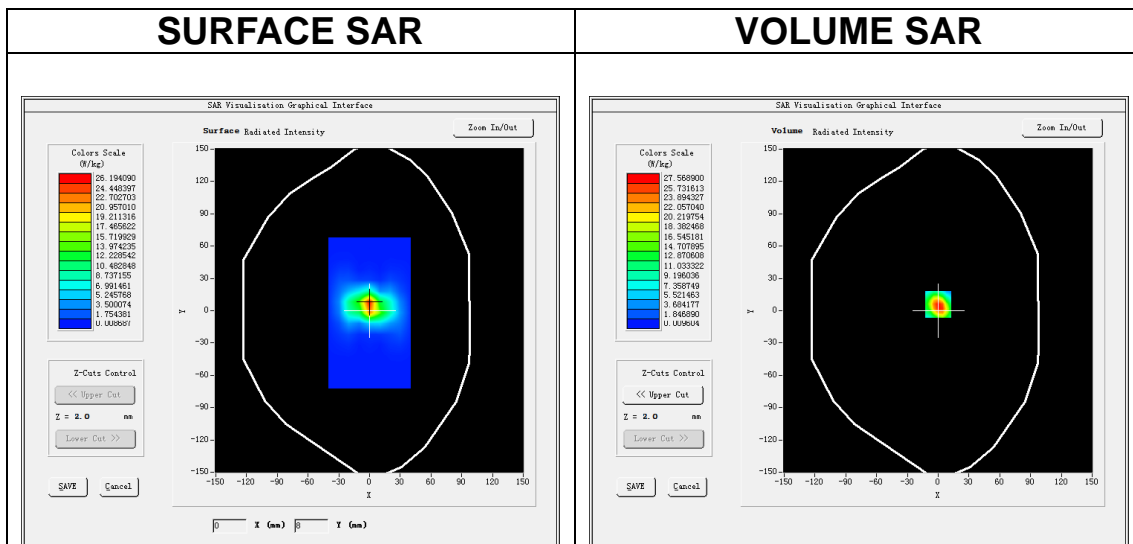 SURFACE SAR
SAR Visualisation Graphical Interface
Surface Radiated Intensity
Zoom In/Out
Colors Scale
(W/kg)
26.194090
24.448397
22.702703
20.957010
19.211316
17.465622
15.719929
13.974235
12.228542
10.482848
8.737155
6.991461
5.245768
3.500074
1.754381
0.008687
Z-Cuts Control
<< Upper Cut
Z = 2.0 mm
Lower Cut >>
SAVE Cancel
150
120
90
60
30
0
-30
-60
-90
-120
-150
Y
-150 -120 -90 -60 -30 0 30 60 90 120 150
X
0 X (mm) 8 Y (mm)
VOLUME SAR
SAR Visualisation Graphical Interface
Volume Radiated Intensity
Zoom In/Out
Colors Scale
(W/kg)
27.568900
25.731613
23.894327
22.057040
20.219754
18.382468
16.545181
14.707895
12.870608
11.033322
9.196036
7.358749
5.521463
3.684177
1.846890
0.009604
Z-Cuts Control
<< Upper Cut
Z = 2.0 mm
Lower Cut >>
SAVE Cancel
150
120
90
60
30
0
-30
-60
-90
-120
-150
Y
-150 -120 -90 -60 -30 0 30 60 90 120 150
X